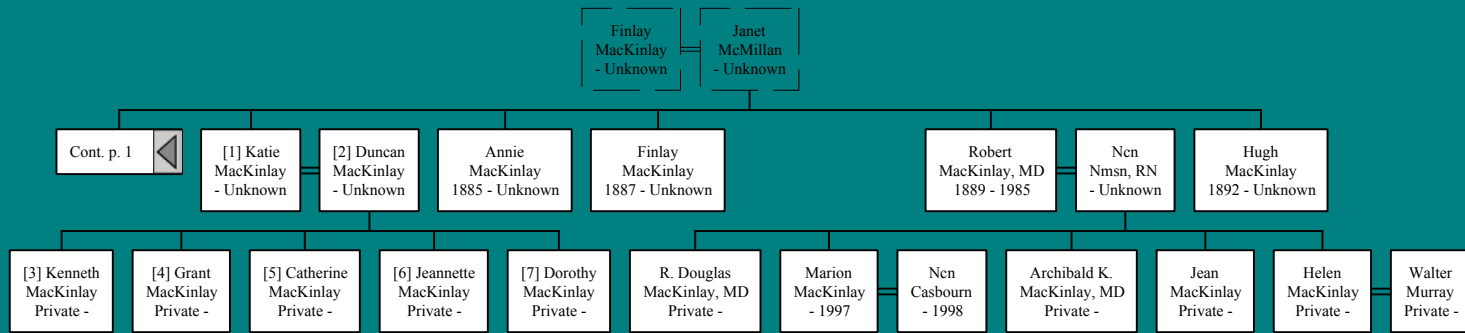 Finlay
MacKinlay
- Unknown
Janet
McMillan
- Unknown
Cont. p. 1
[1] Katie
MacKinlay
- Unknown
[2] Duncan
MacKinlay
- Unknown
Annie
MacKinlay
1885 - Unknown
Finlay
MacKinlay
1887 - Unknown
Robert
MacKinlay, MD
1889 - 1985
Ncn
Nmsn, RN
- Unknown
Hugh
MacKinlay
1892 - Unknown
[3] Kenneth
MacKinlay
Private -
[4] Grant
MacKinlay
Private -
[5] Catherine
MacKinlay
Private -
[6] Jeannette
MacKinlay
Private -
[7] Dorothy
MacKinlay
Private -
R. Douglas
MacKinlay, MD
Private -
Marion
MacKinlay
- 1997
Ncn
Casbourn
- 1998
Archibald K.
MacKinlay, MD
Private -
Jean
MacKinlay
Private -
Helen
MacKinlay
Private -
Walter
Murray
Private -